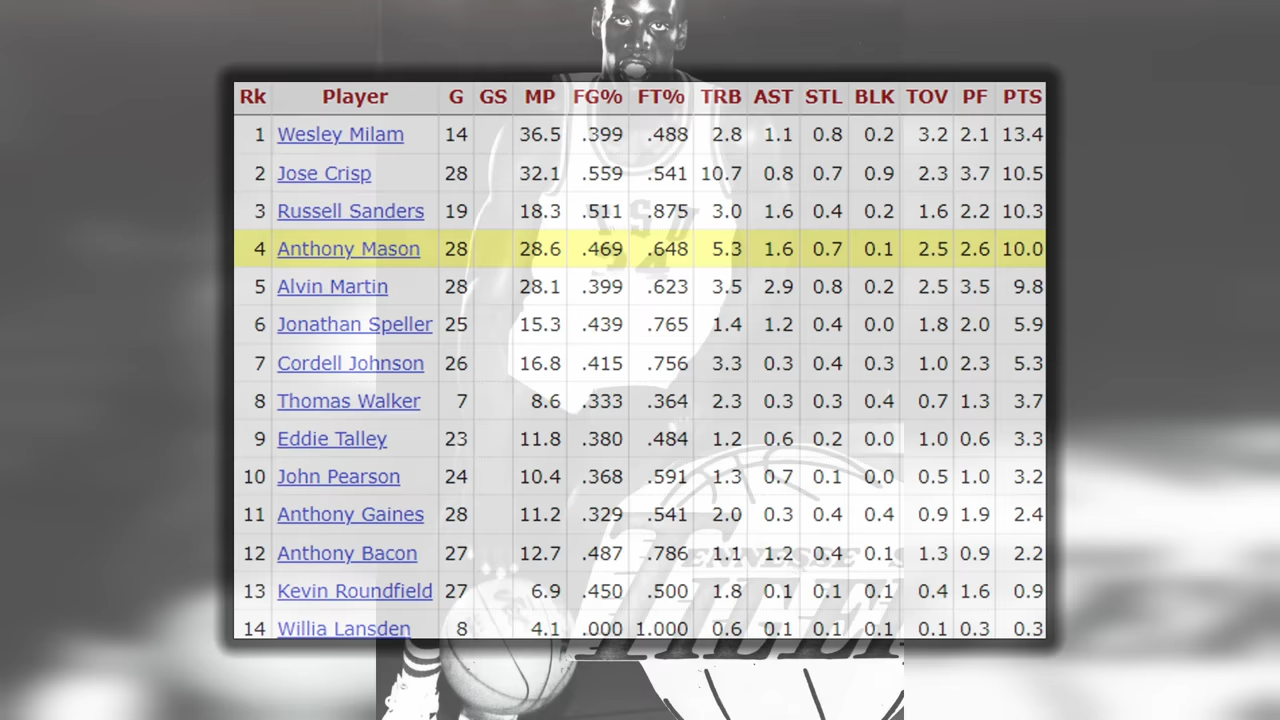 Rk Player G GS MP FG% FT% TRB AST STL BLK TOV PF PTS
1 Wesley Milam 14 36.5 .399 .488 2.8 1.1 0.8 0.2 3.2 2.1 13.4
2 Jose Crisp 28 32.1 .559 .541 10.7 0.8 0.7 0.9 2.3 3.7 10.5
3 Russell Sanders 19 18.3 .511 .875 3.0 1.6 0.4 0.2 1.6 2.2 10.3
4 Anthony Mason 28 28.6 .469 .648 5.3 1.6 0.7 0.1 2.5 2.6 10.0
5 Alvin Martin 28 28.1 .399 .623 3.5 2.9 0.8 0.2 2.5 3.5 9.8
6 Jonathan Speller 25 15.3 .439 .765 1.4 1.2 0.4 0.0 1.8 2.0 5.9
7 Cordell Johnson 26 16.8 .415 .756 3.3 0.3 0.4 0.3 1.0 2.3 5.3
8 Thomas Walker 7 8.6 .333 .364 2.3 0.3 0.3 0.4 0.7 1.3 3.7
9 Eddie Talley 23 11.8 .380 .484 1.2 0.6 0.2 0.0 1.0 0.6 3.3
10 John Pearson 24 10.4 .368 .591 1.3 0.7 0.1 0.0 0.5 1.0 3.2
11 Anthony Gaines 28 11.2 .329 .541 2.0 0.3 0.4 0.4 0.9 1.9 2.4
12 Anthony Bacon 27 12.7 .487 .786 1.1 1.2 0.4 0.1 1.3 0.9 2.2
13 Kevin Roundfield 27 6.9 .450 .500 1.8 0.1 0.1 0.1 0.4 1.6 0.9
14 Willia Lansden 8 4.1 .000 1.000 0.6 0.1 0.1 0.1 0.1 0.3 0.3